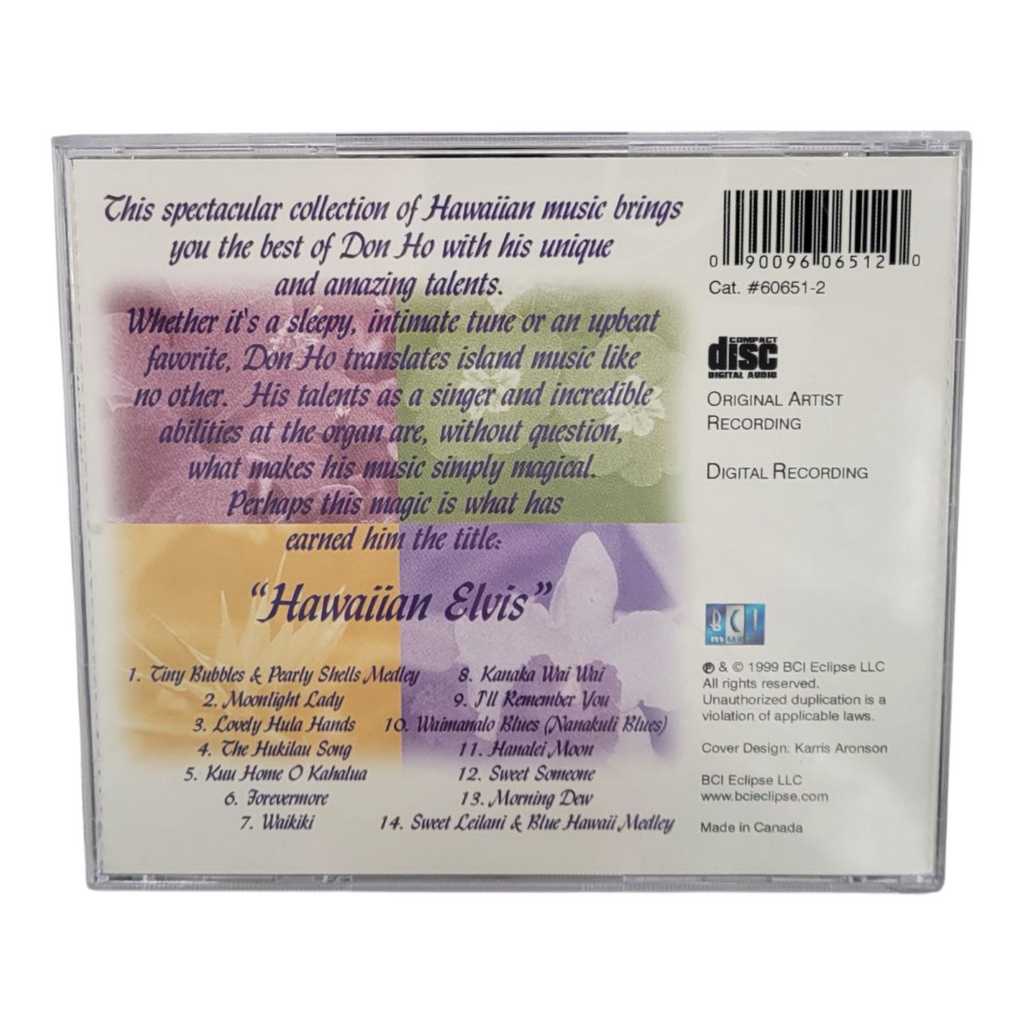 This spectacular collection of Hawaiian music brings
you the best of Don Ho with his unique
and amazing talents.
Whether it's a sleepy, intimate tune or an upbeat
favorite, Don Ho translates island music like
no other. His talents as a singer and incredible
abilities at the organ are, without question,
what makes his music simply magical.
Perhaps this magic is what has
earned him the title:
"Hawaiian Elvis"
1. Tiny Bubbles & Pearly Shells Medley
2. Moonlight Lady
3. Lovely Hula Hands
4. The Hukilau Song
5. Kuu Home O Kahalua
6. Forevermore
7. Waikiki
8. Kanaka Wai Wai
9. I'll Remember You
10. Waimanalo Blues (Nanakuli Blues)
11. Hanalei Moon
12. Sweet Someone
13. Morning Dew
14. Sweet Leilani & Blue Hawaii Medley
0 90096 06512 0
Cat. #60651-2
COMPACT
disc
DIGITAL AUDIO
ORIGINAL ARTIST
RECORDING
DIGITAL RECORDING
BCI
music
℗ & © 1999 BCI Eclipse LLC
All rights reserved.
Unauthorized duplication is a
violation of applicable laws.
Cover Design: Karris Aronson
BCI Eclipse LLC
www.bcieclipse.com
Made in Canada